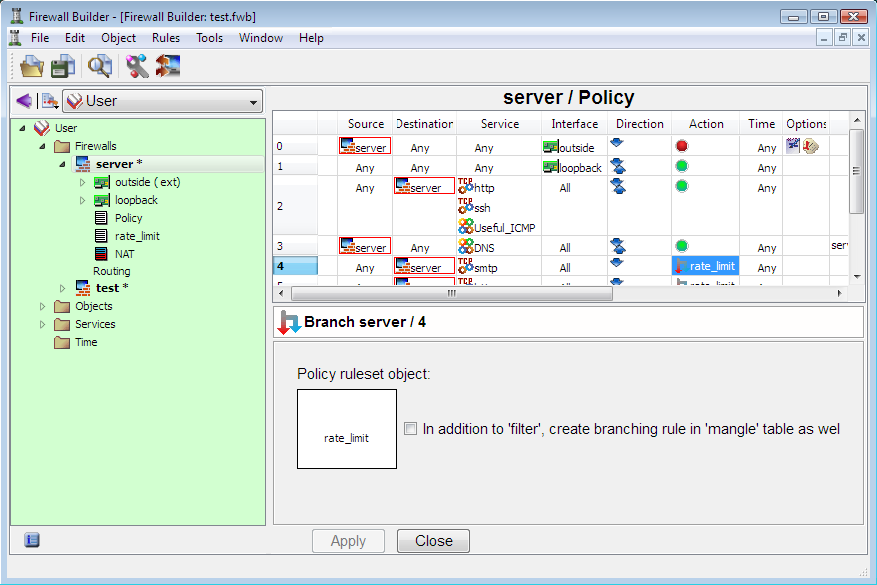 Firewall Builder - [Firewall Builder: test.fwb]
File Edit Object Rules Tools Window Help
User
server / Policy
User
Firewalls
server *
outside ( ext)
loopback
Policy
rate_limit
NAT
Routing
test *
Objects
Services
Time
Source Destination Service Interface Direction Action Time Options
0 server Any Any outside Any
1 Any Any Any loopback Any
2 Any server TCP http All Any
TCP ssh
Useful_ICMP
3 server Any DNS All Any serv
4 Any server TCP smtp All rate_limit Any
Branch server / 4
Policy ruleset object:
rate_limit
In addition to 'filter', create branching rule in 'mangle' table as wel
Apply Close